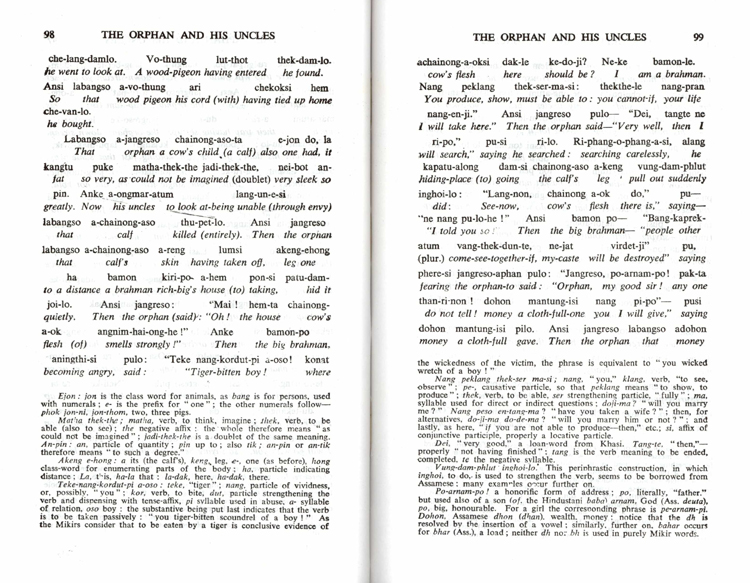 98 THE ORPHAN AND HIS UNCLES
che-lang-damlo. Vo-thung lut-thot thek-dam-lo.
he went to look at. A wood-pigeon having entered he found.
Ansi labangso a-vo-thung ari chekoksi hem
So that wood pigeon his cord (with) having tied up home
che-van-lo.
he bought.
Labangso a-jangreso chainong-aso-ta e-jon do, la
That orphan a cow's child (a calf) also one had, it
kangtu puke matha-thek-the jadi-thek-the, nei-bot an-
fat so very, as could not be imagined (doublet) very sleek so
pin. Anke a-ongmar-atum lang-un-e-si
greatly. Now his uncles to look at-being unable (through envy)
labangso a-chainong-aso thu-pet-lo. Ansi jangreso
that calf killed (entirely). Then the orphan
labangso a-chainong-aso a-reng lumsi akeng-ehong
that calf's skin having taken off, leg one
ha bamon kiri-po- a-hem pon-si patu-dam-
to a distance a brahman rich-big's house (to) taking, hid it
joi-lo. Ansi jangreso: "Mai! hem-ta chainong-
quietly. Then the orphan (said): "Oh! the house cow's
a-ok angnim-hai-ong-he!" Anke bamon-po
flesh (of) smells strongly!" Then the big brahman.
aningthi-si pulo: "Teke nang-kordut-pi a-oso! konat
becoming angry, said: "Tiger-bitten boy! where
Ejon: jon is the class word for animals, as bang is for persons, used
with numerals; e- is the prefix for "one"; the other numerals follow—
phok jon-ni, jon-thom, two, three pigs.
Matha thek-the; matha, verb, to think, imagine; thek, verb, to be
able (also to see); the negative affix: the whole therefore means "as
could not be imagined"; jadi-thek-the is a doublet of the same meaning.
An-pin: an, particle of quantity; pin up to; also tik; an-pin or an-tik
therefore means "to such a degree."
Akeng e-hong: a its (the calf's), keng, leg, e-, one (as before), hong
class-word for enumerating parts of the body; ha, particle indicating
distance: La, this, ha-la that: la-dak, here, ha-dak, there.
Teke-nang-kordut-pi a-oso: teke, "tiger"; nang, particle of vividness,
or, possibly, "you"; kor, verb, to bite, dut, particle strengthening the
verb and dispensing with tense-affix, pi syllable used in abuse, a- syllable
of relation, oso boy: the substantive being put last indicates that the verb
is to be taken passively: "you tiger-bitten scoundrel of a boy!" As
the Mikirs consider that to be eaten by a tiger is conclusive evidence of
THE ORPHAN AND HIS UNCLES 99
achainong-a-oksi dak-le ke-do-ji? Ne-ke bamon-le.
cow's flesh here should be? I am a brahman.
Nang peklang thek-ser-ma-si: thekthe-le nang-pran
You produce, show, must be able to: you cannot-if, your life
nang-en-ji." Ansi jangreso pulo— "Dei, tangte ne
I will take here." Then the orphan said—"Very well, then I
ri-po," pu-si ri-lo. Ri-phang-o-phang-a-si, alang
will search," saying he searched: searching carelessly, he
kapatu-along dam-si chainong-aso a-keng vung-dam-phlut
hiding-place (to) going the calf's leg pull out suddenly
inghoi-lo: "Lang-non, chainong a-ok do," pu—
did: See-now, cow's flesh there is," saying—
"ne nang pu-lo-he!" Ansi bamon po— "Bang-kaprek-
"I told you so!" Then the big brahman— "people other
atum vang-thek-dun-te, ne-jat virdet-ji" pu,
(plur.) come-see-together-if, my-caste will be destroyed" saying
phere-si jangreso-aphan pulo: "Jangreso, po-arnam-po! pak-ta
fearing the orphan-to said: "Orphan, my good sir! any one
than-ri-non! dohon mantung-isi nang pi-po"— pusi
do not tell! money a cloth-full-one you I will give," saying
dohon mantung-isi pilo. Ansi jangreso labangso adohon
money a cloth-full gave. Then the orphan that money
the wickedness of the victim, the phrase is equivalent to "you wicked
wretch of a boy!"
Nang peklang thek-ser-ma-si; nang, "you," klang, verb, "to see,
observe"; pe-, causative particle, so that peklang means "to show, to
produce"; thek, verb, to be able, ser strengthening particle, "fully"; ma,
syllable used for direct or indirect questions; doji-ma? "will you marry
me?" Nang peso en-tang-ma? "have you taken a wife?"; then, for
alternatives, do-ji-ma do-de-ma? "will you marry him or not?"; and
lastly, as here, "if you are not able to produce—then," etc.; si, affix of
conjunctive participle, properly a locative particle.
Dei, "very good," a loan-word from Khasi. Tang-te, "then,"—
properly "not having finished"; tang is the verb meaning to be ended,
completed, te the negative syllable.
Vung-dam-phlut inghoi-lo. This periphrastic construction, in which
inghoi, to do, is used to strengthen the verb, seems to be borrowed from
Assamese: many examples occur further on.
Po-arnam-po! a honorific form of address; po, literally, "father,"
but used also of a son (cf. the Hindustani baba) arnam, God (Ass. deuta),
po, big, honourable. For a girl the corresponding phrase is pe-arnam-pi.
Dohon, Assamese dhon (dhan), wealth, money: notice that the dh is
resolved by the insertion of a vowel; similarly, further on, bahar occurs
for bhar (Ass.), a load; neither dh nor bh is used in purely Mikir words.